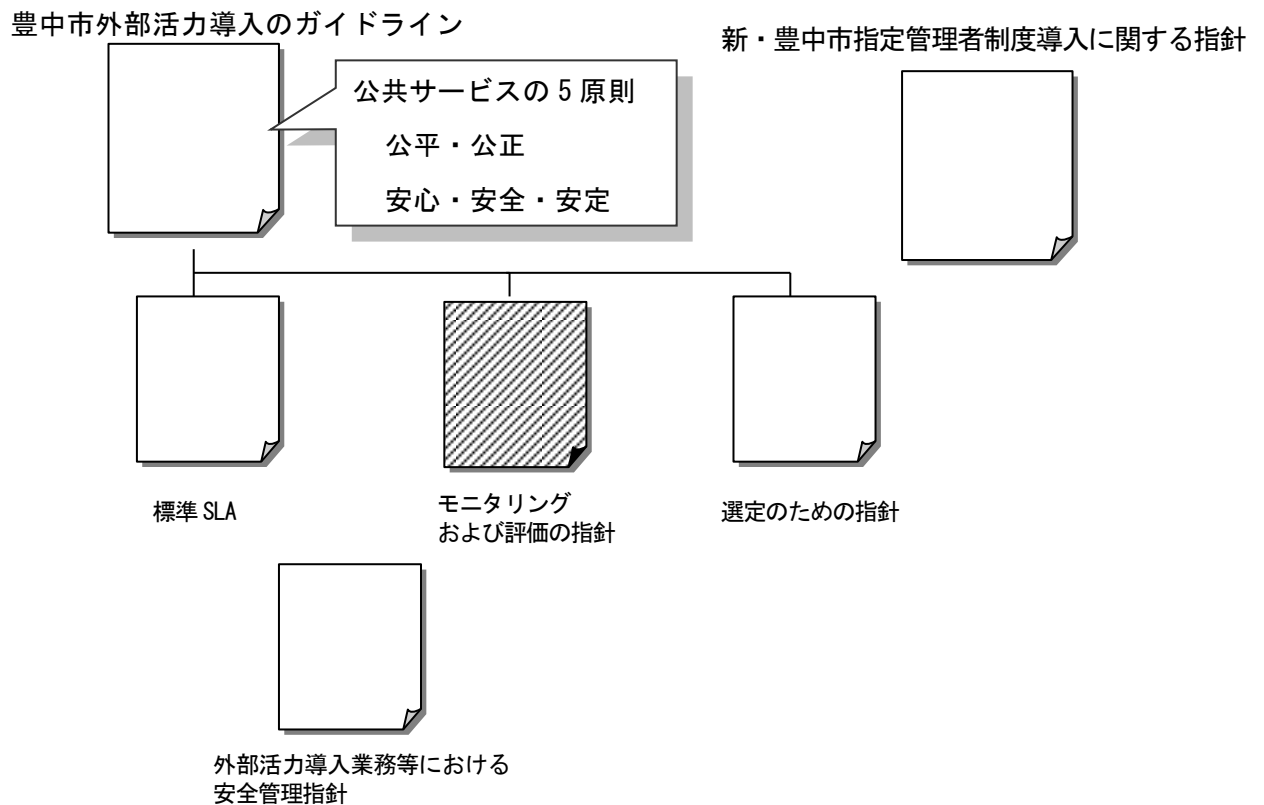 豊中市外部活力導入のガイドライン
新・豊中市指定管理者制度導入に関する指針
公共サービスの5原則
公平・公正
安心・安全・安定
標準SLA
モニタリング
および評価の指針
選定のための指針
外部活力導入業務等における
安全管理指針